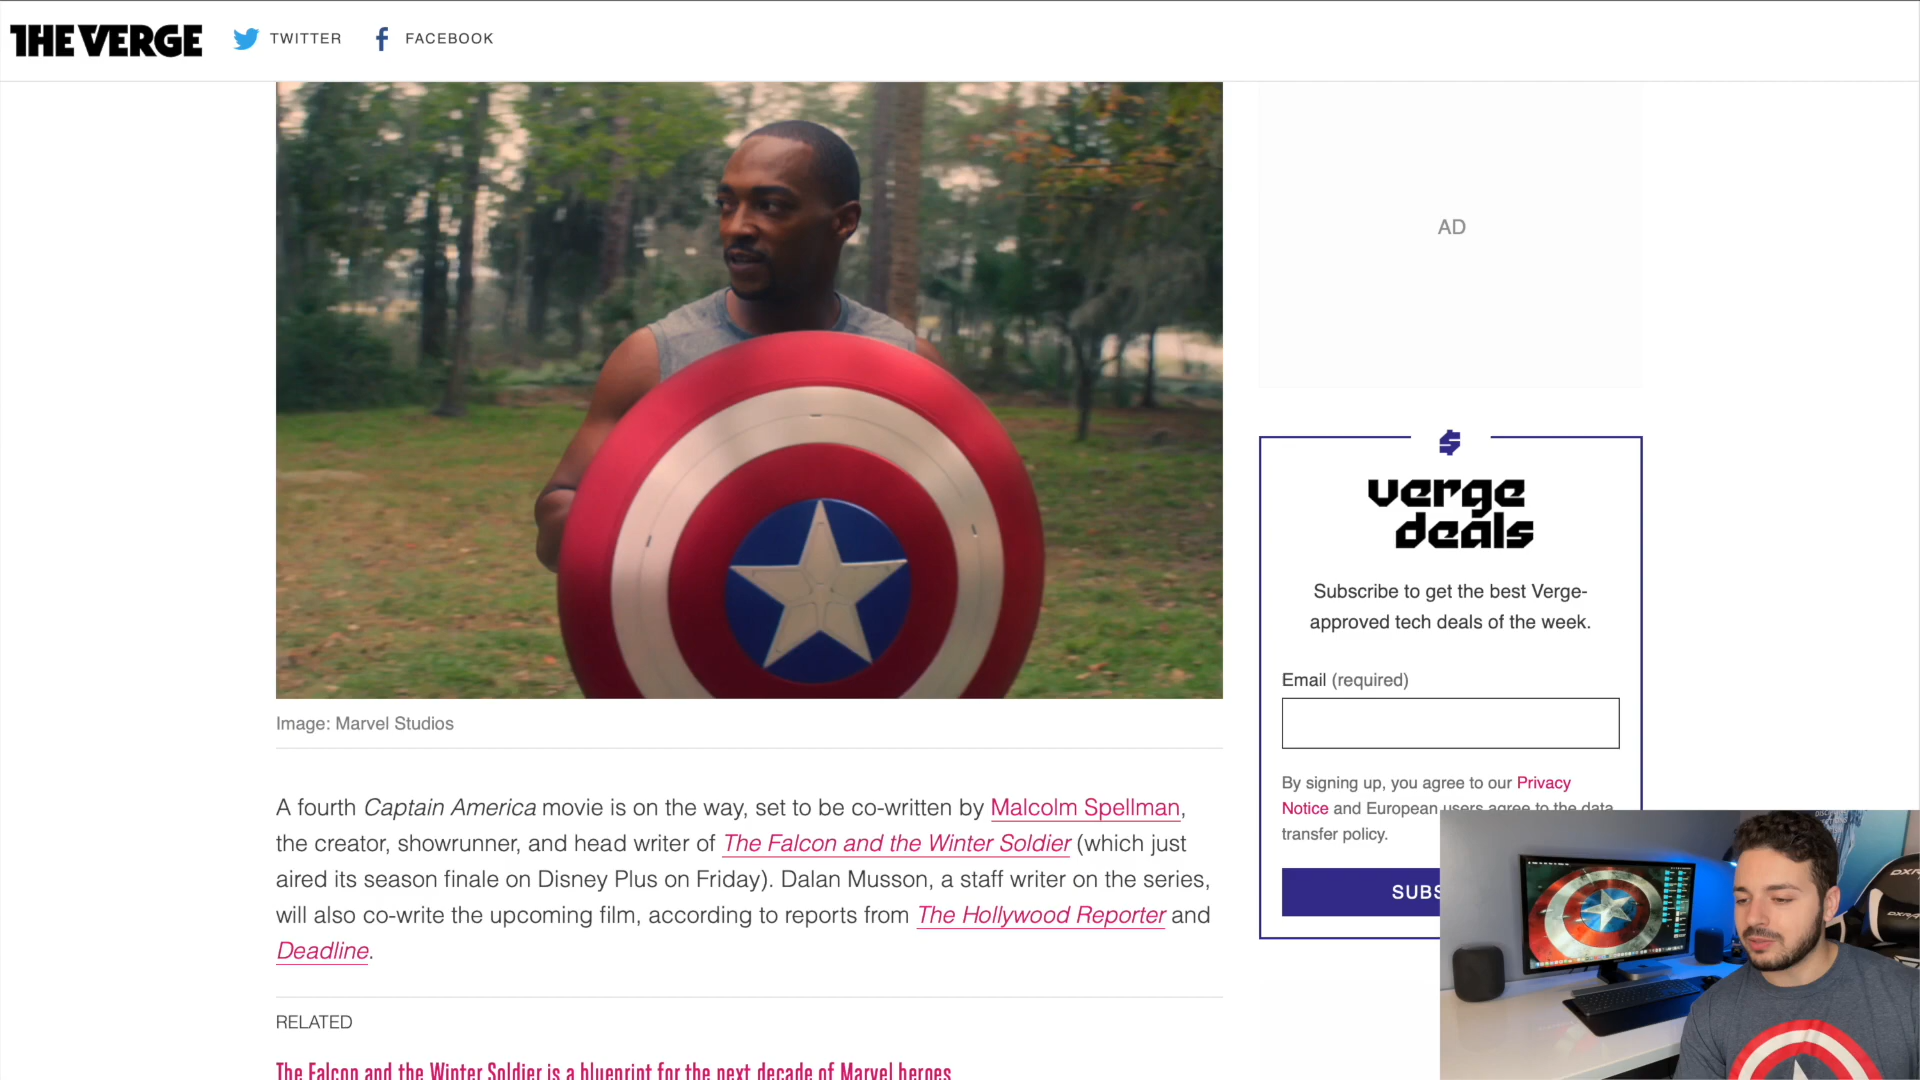 THE VERGE
TWITTER
FACEBOOK
AD
Image: Marvel Studios
A fourth Captain America movie is on the way, set to be co-written by Malcolm Spellman,
the creator, showrunner, and head writer of The Falcon and the Winter Soldier (which just
aired its season finale on Disney Plus on Friday). Dalan Musson, a staff writer on the series,
will also co-write the upcoming film, according to reports from The Hollywood Reporter and
Deadline.
RELATED
The Falcon and the Winter Soldier is a blueprint for the next decade of Marvel heroes
verge
deals
Subscribe to get the best Verge-
approved tech deals of the week.
Email (required)
By signing up, you agree to our Privacy
Notice and European users agree to the data
transfer policy.
SUBS